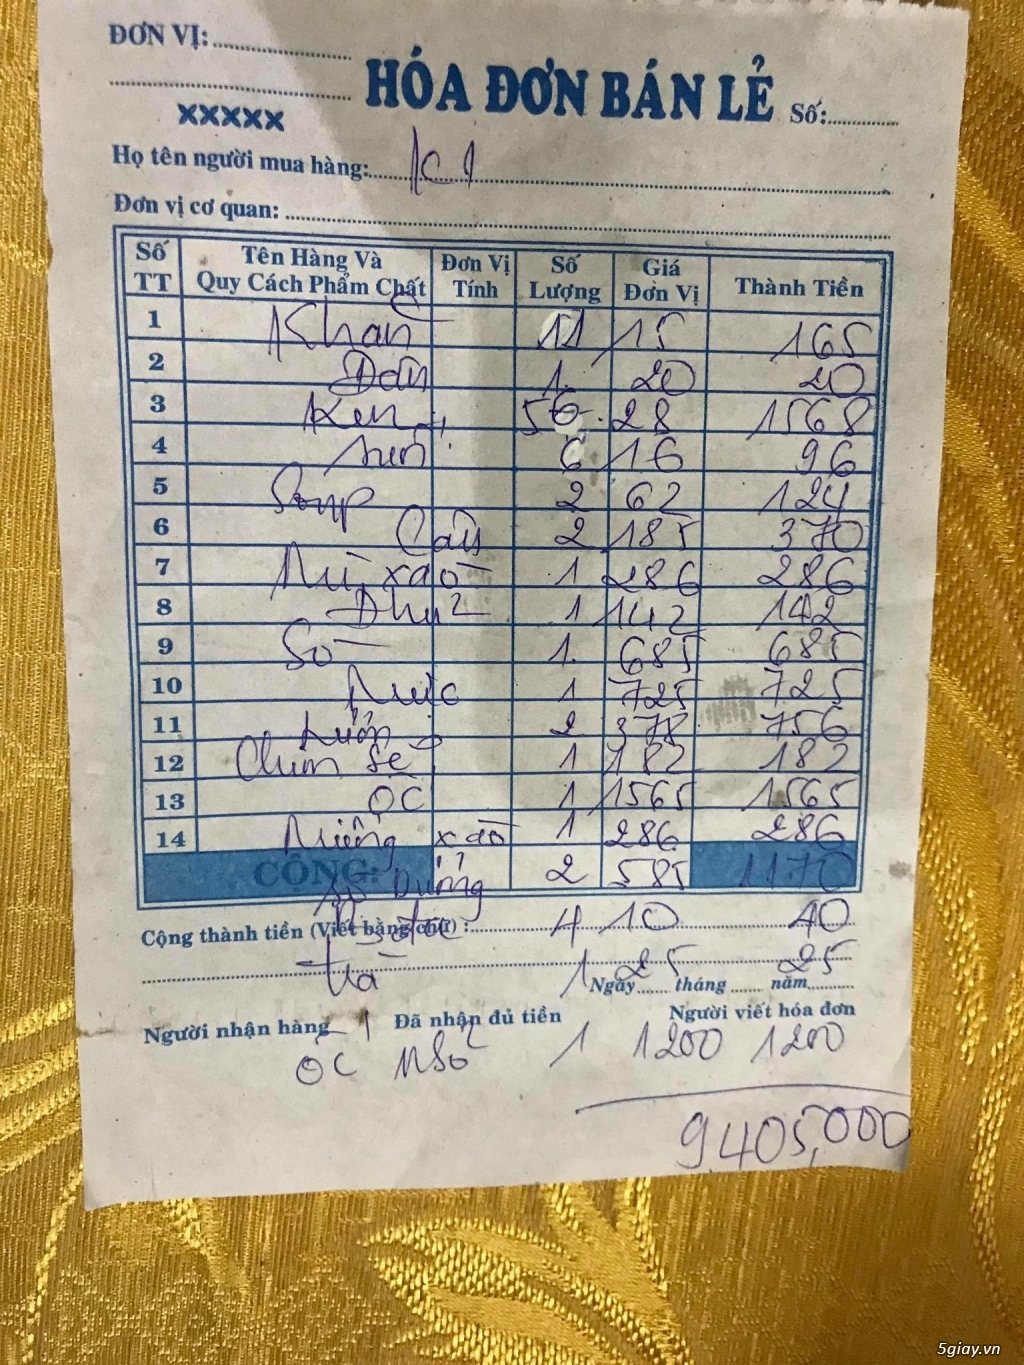 ĐƠN VỊ:
HÓA ĐƠN BÁN LẺ
xxxxx Số:
Họ tên người mua hàng:
Đơn vị cơ quan:
Số TT Tên Hàng Và Quy Cách Phẩm Chất Đơn Vị Tính Số Lượng Giá Đơn Vị Thành Tiền
1 Khăn 11 15 165
2 Đậu 1 20 20
3 Ken 56 28 1568
4 6 16 96
5 Soup 2 62 124
6 2 185 370
7 Mì xào 1 286 286
8 1 142 142
9 Sò 1 685 685
10 Mực 1 725 725
11 2 378 756
12 Chim sẻ 1 182 182
13 ỐC 1 1565 1565
14 Miếng xào 1 286 286
CỘNG: 2 585 1170
Cộng thành tiền (Viết bằng chữ) : 4 10 40
trà 1 25 25
Ngày ...... tháng ...... năm..........
Người nhận hàng Đã nhận đủ tiền Người viết hóa đơn
ỐC 1 1200 1200
9.405,000
5giay.vn